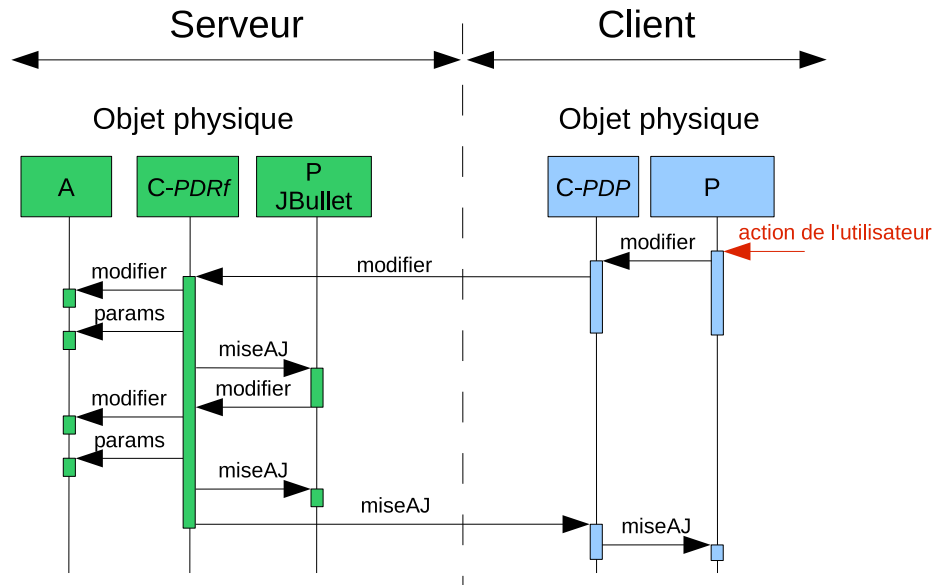 Serveur
Client
Objet physique
Objet physique
A
C-PDRf
P
JBullet
C-PDP
P
action de l'utilisateur
modifier
modifier
modifier
params
miseAJ
modifier
modifier
params
miseAJ
miseAJ
miseAJ